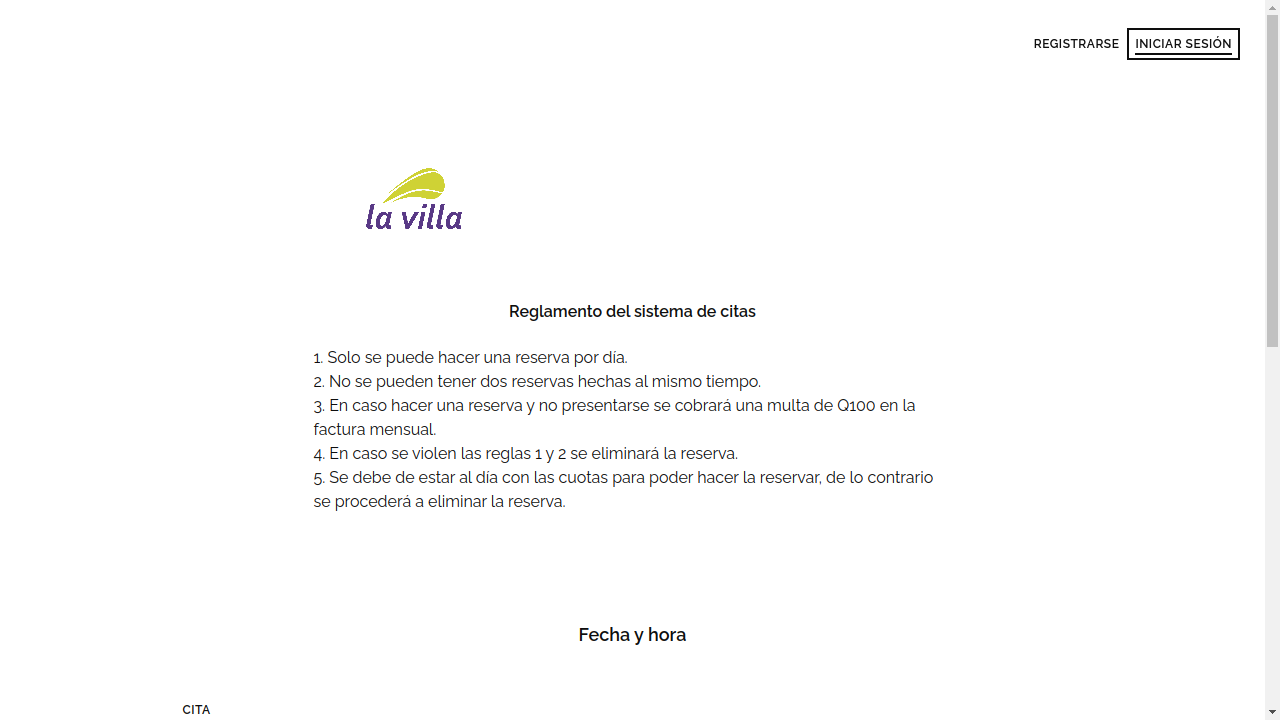 REGISTRARSE INICIAR SESIÓN
la villa
Reglamento del sistema de citas
1. Solo se puede hacer una reserva por día.
2. No se pueden tener dos reservas hechas al mismo tiempo.
3. En caso hacer una reserva y no presentarse se cobrará una multa de Q100 en la
factura mensual.
4. En caso se violen las reglas 1 y 2 se eliminará la reserva.
5. Se debe de estar al día con las cuotas para poder hacer la reservar, de lo contrario
se procederá a eliminar la reserva.
Fecha y hora
CITA